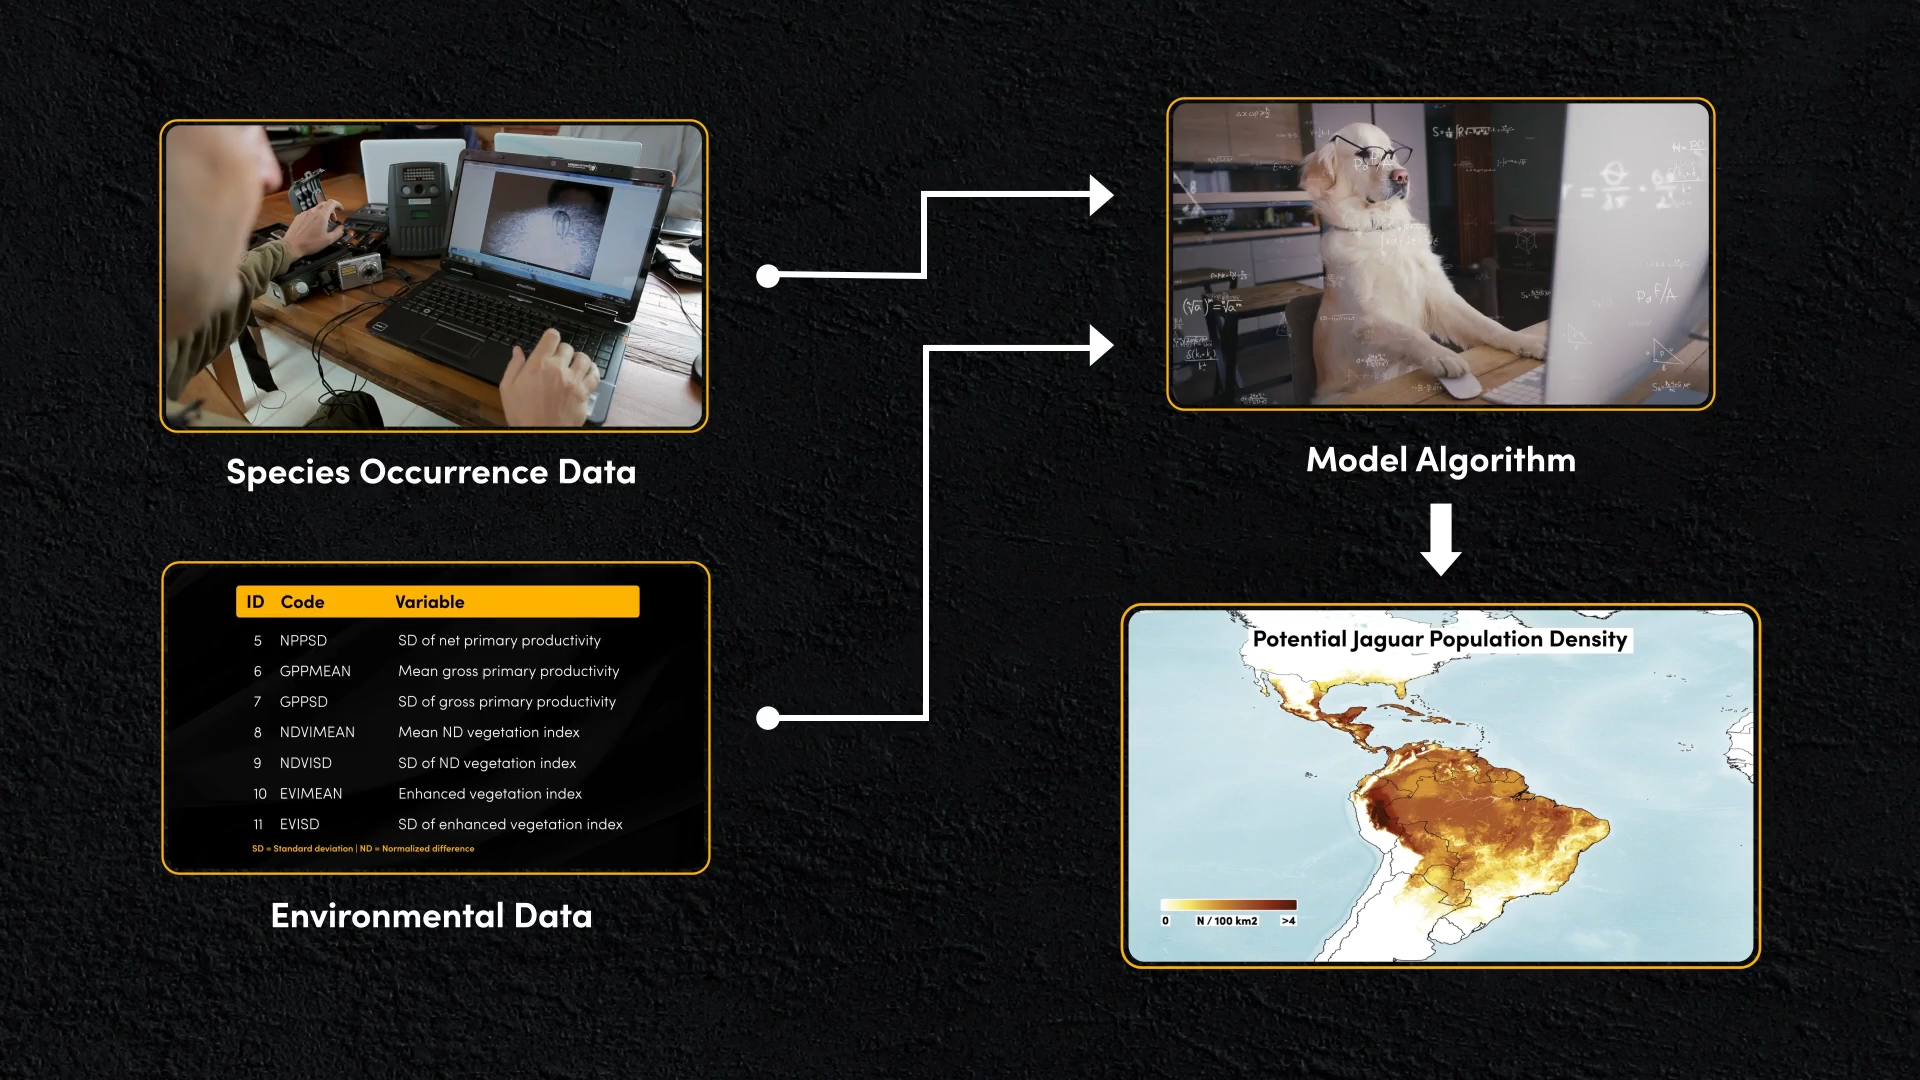 Species Occurrence Data
ID Code Variable
5 NPPSD SD of net primary productivity
6 GPPMEAN Mean gross primary productivity
7 GPPSD SD of gross primary productivity
8 NDVIMEAN Mean ND vegetation index
9 NDVISD SD of ND vegetation index
10 EVIMEAN Enhanced vegetation index
11 EVISD SD of enhanced vegetation index
SD = Standard deviation | ND = Normalized difference
Environmental Data
Model Algorithm
Potential Jaguar Population Density
0 N / 100 km2 >4